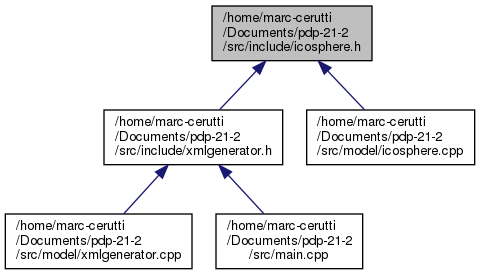 /home/marc-cerutti
/Documents/pdp-21-2
/src/include/icosphere.h
/home/marc-cerutti
/Documents/pdp-21-2
/src/include/xmlgenerator.h
/home/marc-cerutti
/Documents/pdp-21-2
/src/model/icosphere.cpp
/home/marc-cerutti
/Documents/pdp-21-2
/src/model/xmlgenerator.cpp
/home/marc-cerutti
/Documents/pdp-21-2
/src/main.cpp